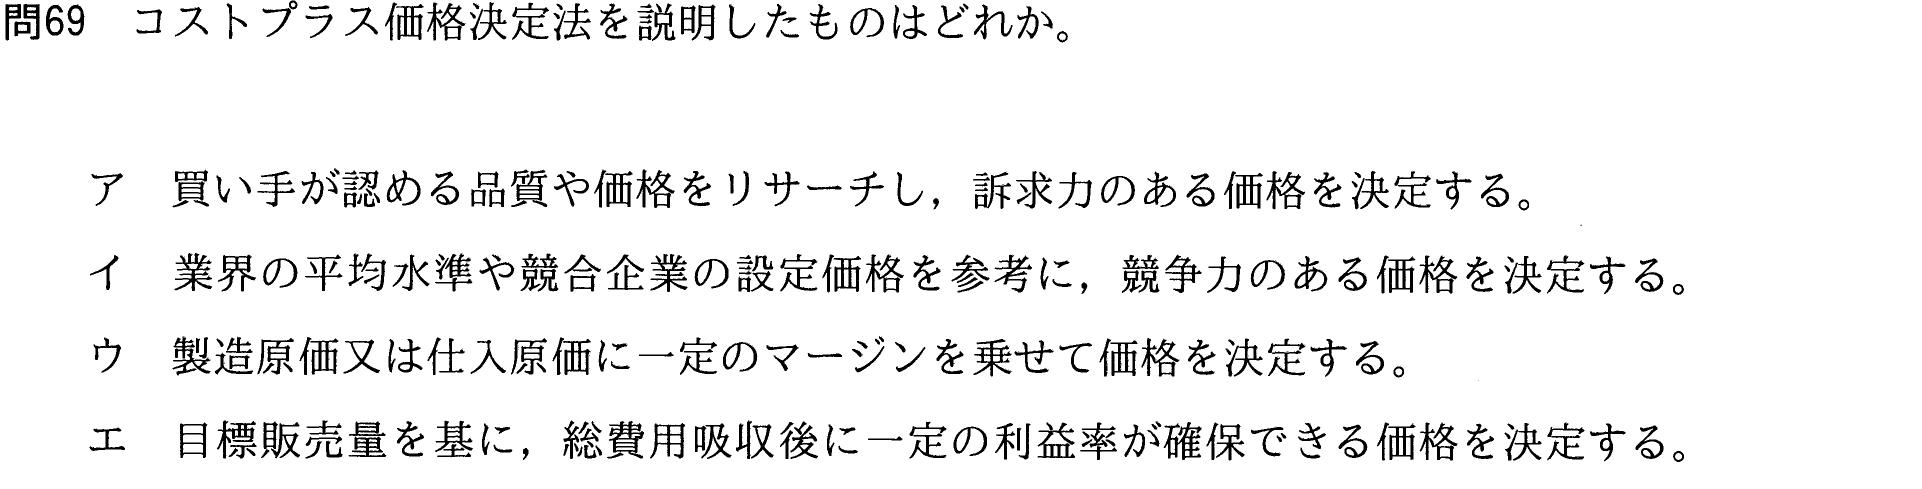 問69　コストプラス価格決定法を説明したものはどれか。
ア　買い手が認める品質や価格をリサーチし，訴求力のある価格を決定する。
イ　業界の平均水準や競合企業の設定価格を参考に，競争力のある価格を決定する。
ウ　製造原価又は仕入原価に一定のマージンを乗せて価格を決定する。
エ　目標販売量を基に，総費用吸収後に一定の利益率が確保できる価格を決定する。